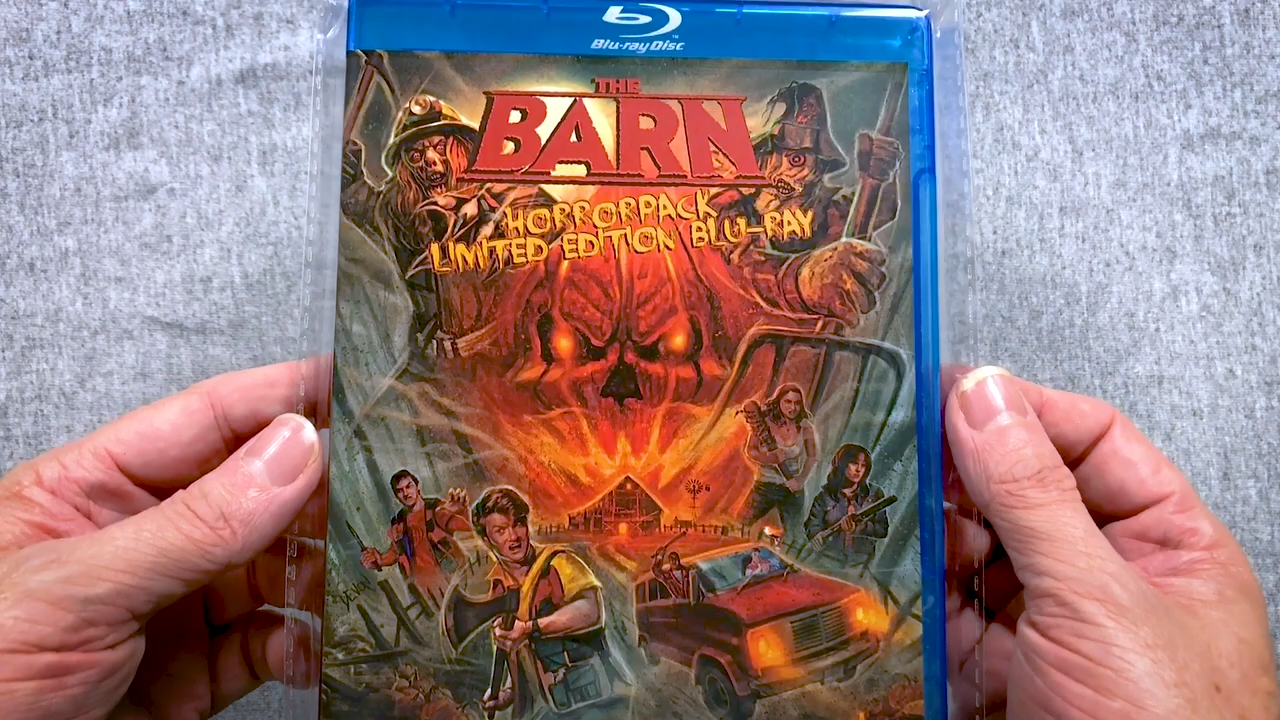 Blu-ray Disc
THE
BARN
HORRORPACK
LIMITED EDITION BLU-RAY